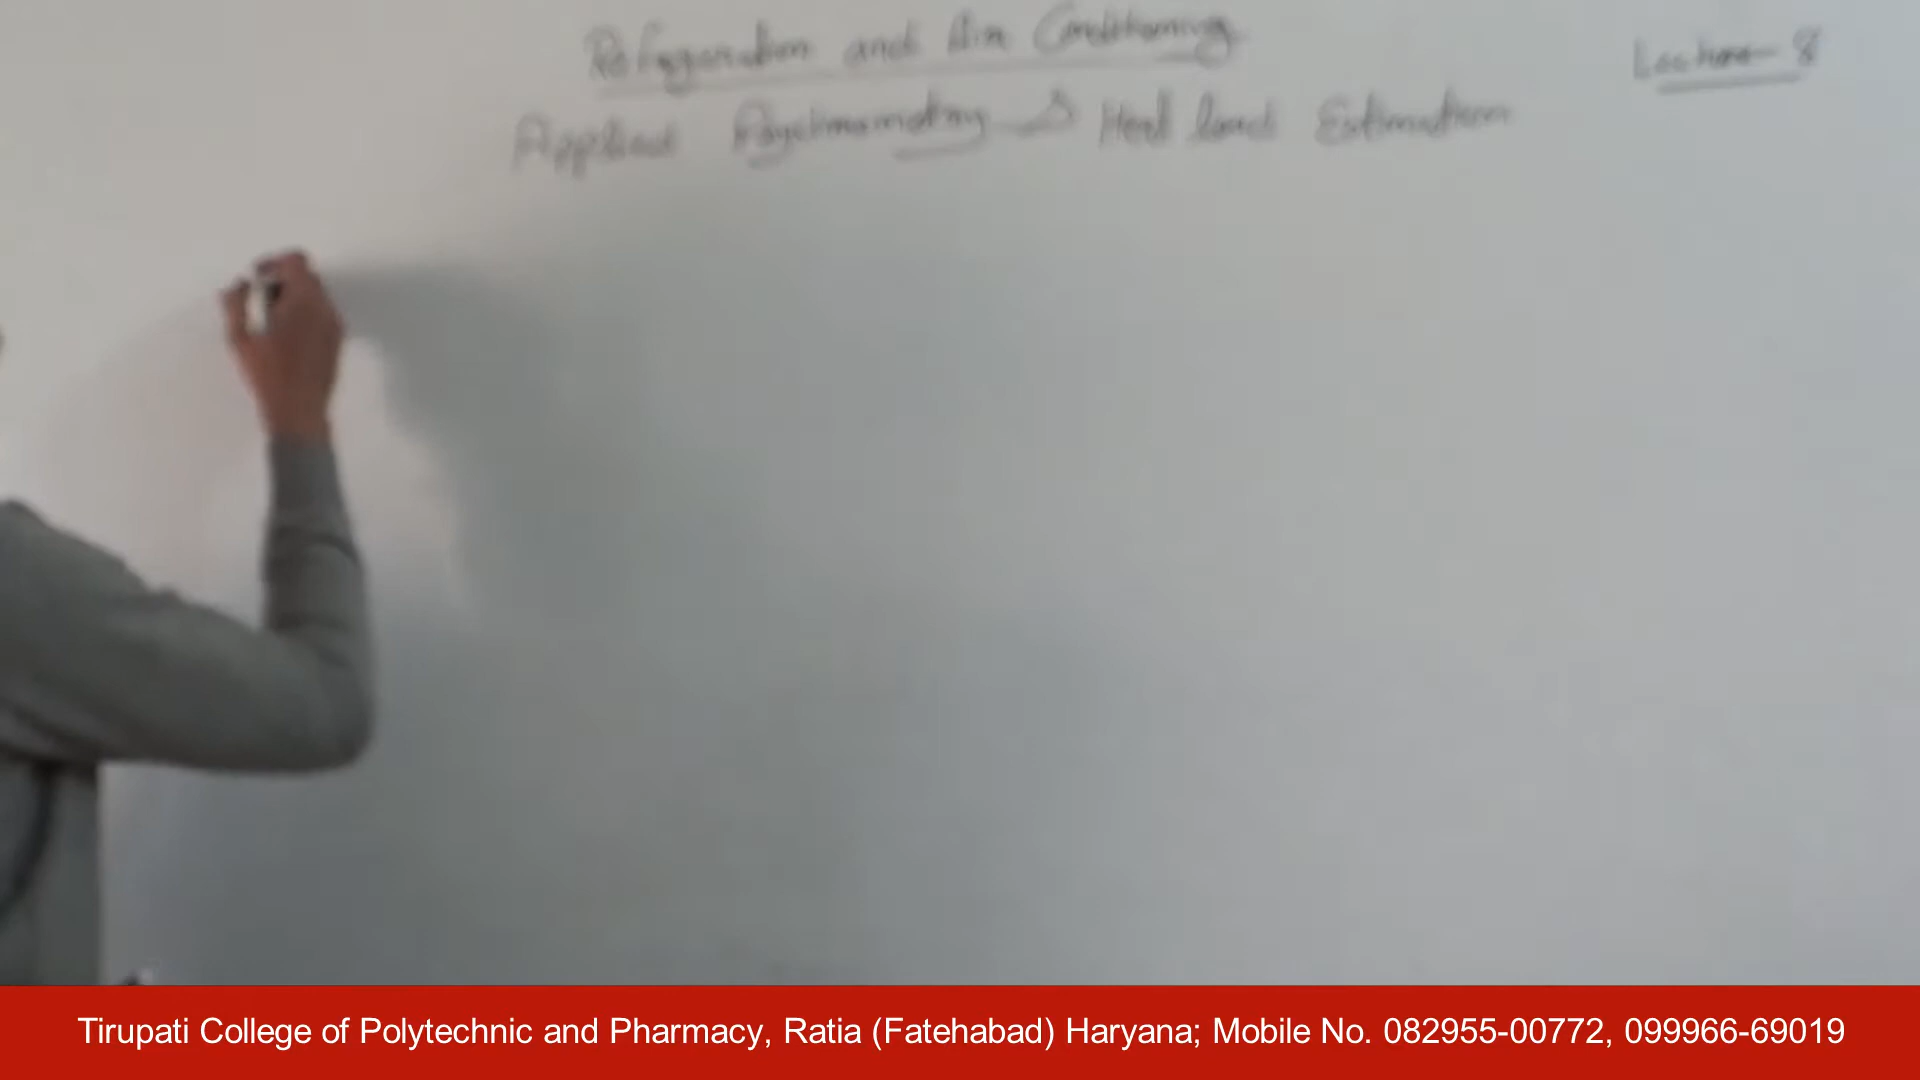 Refrigeration and Air Conditioning
Lecture - 8
Applied Psychrometry → Heat load Estimation
Tirupati College of Polytechnic and Pharmacy, Ratia (Fatehabad) Haryana; Mobile No. 082955-00772, 099966-69019